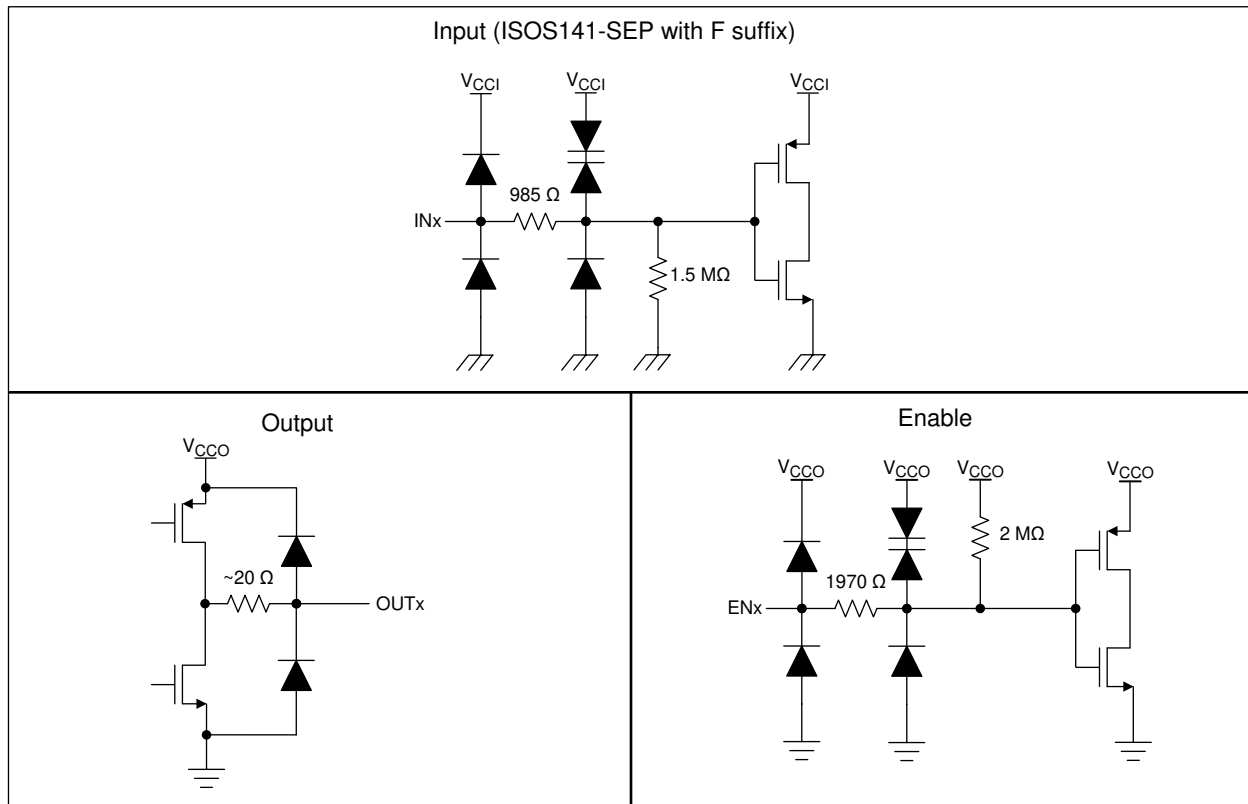 Input (ISOS141-SEP with F suffix)
VCCI
VCCI
VCCI
985 Ω
INx
1.5 MΩ
Output
VCCO
~20 Ω
OUTx
Enable
VCCO
VCCO
VCCO
VCCO
2 MΩ
1970 Ω
ENx